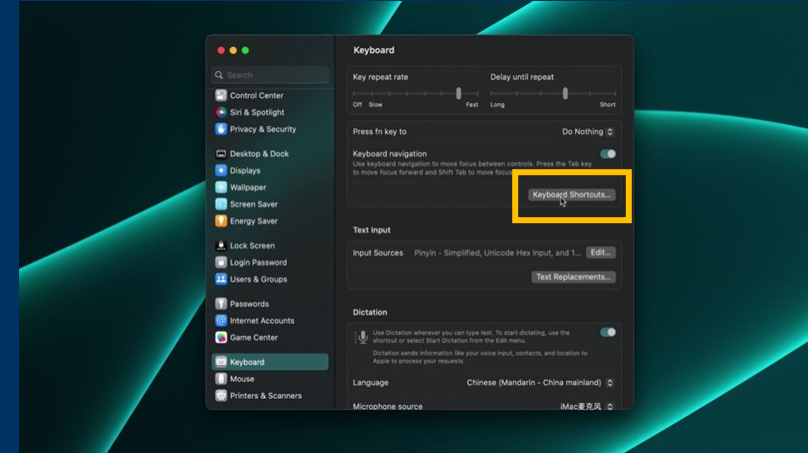 Keyboard
Search
Key repeat rate
Delay until repeat
Off Slow Fast Long Short
Control Center
Siri & Spotlight
Privacy & Security
Press fn key to Do Nothing
Desktop & Dock
Displays
Wallpaper
Screen Saver
Energy Saver
Keyboard navigation
Use keyboard navigation to move focus between controls. Press the Tab key
to move focus forward and Shift Tab to move focus
Keyboard Shortcuts...
Lock Screen
Login Password
Users & Groups
Text Input
Input Sources Pinyin - Simplified, Unicode Hex Input, and 1... Edit...
Text Replacements...
Passwords
Internet Accounts
Game Center
Dictation
Use Dictation wherever you can type text. To start dictating, use the
shortcut or select Start Dictation from the Edit menu.
Dictation sends information like your voice input, contacts, and location to
Apple to process your requests.
Keyboard
Mouse
Printers & Scanners
Language Chinese (Mandarin - China mainland)
Microphone source iMac麦克风